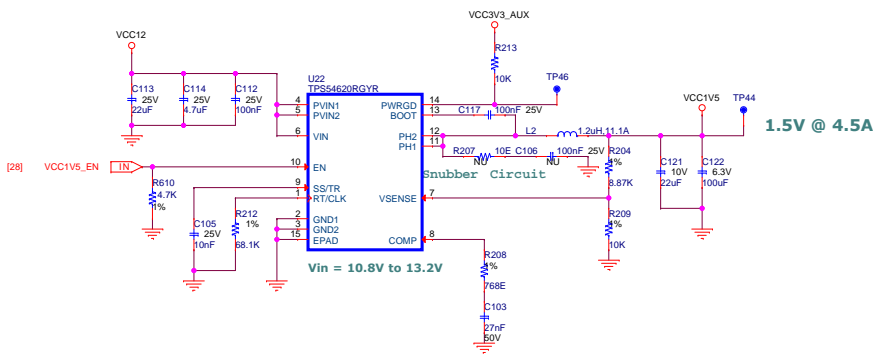 VCC3V3_AUX
VCC12
R213
10K
TP46
U22
TPS54620RGYR
C113
25V
22uF
C114
25V
4.7uF
C112
25V
100nF
4 PVIN1
5 PVIN2
6 VIN
PWRGD 14
BOOT 13
C117 100nF 25V
PH2 12
PH1 11
L2 1.2uH,11.1A
VCC1V5
TP44
1.5V @ 4.5A
[28] VCC1V5_EN IN
10 EN
R207 10E C106 100nF 25V
NU NU
Snubber Circuit
R204
1%
8.87K
C121
10V
22uF
C122
6.3V
100uF
R610
4.7K
1%
9 SS/TR
1 RT/CLK
VSENSE 7
C105
25V
10nF
R212
1%
68.1K
2 GND1
3 GND2
15 EPAD
COMP 8
R209
1%
10K
Vin = 10.8V to 13.2V
R208
1%
768E
C103
27nF
50V